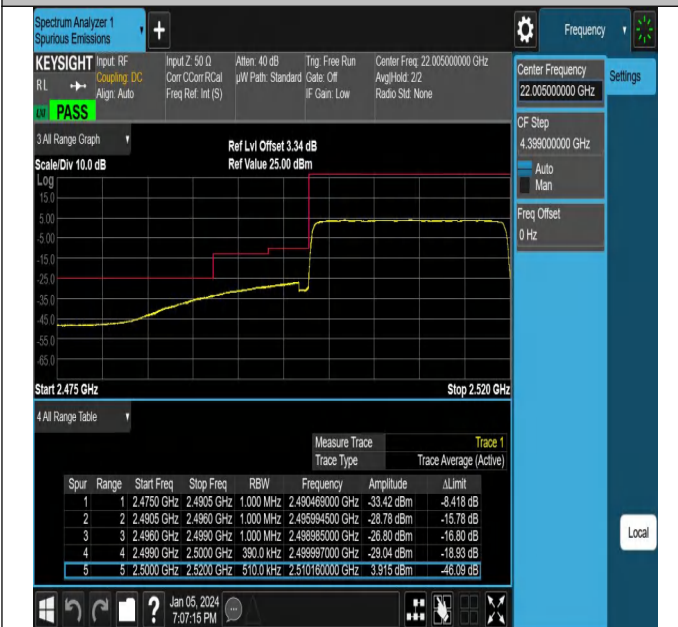 Spectrum Analyzer 1
Spurious Emissions
Frequency
KEYSIGHT Input: RF Input Z: 50 Ω Atten: 40 dB Trig: Free Run Center Freq: 22.005000000 GHz
RL Coupling: DC Corr CCorr RCal µW Path: Standard Gate: Off Avg|Hold: 2/2
Align: Auto Freq Ref: Int (S) IF Gain: Low Radio Std: None
PASS
Center Frequency
22.005000000 GHz
Settings
CF Step
4.399000000 GHz
Auto
Man
Freq Offset
0 Hz
Local
3 All Range Graph
Ref Lvl Offset 3.34 dB
Scale/Div 10.0 dB Ref Value 25.00 dBm
Log
15.0
5.00
-5.00
-15.0
-25.0
-35.0
-45.0
-55.0
-65.0
Start 2.475 GHz Stop 2.520 GHz
4 All Range Table
Measure Trace Trace 1
Trace Type Trace Average (Active)
Spur Range Start Freq Stop Freq RBW Frequency Amplitude ΔLimit
1 1 2.4750 GHz 2.4905 GHz 1.000 MHz 2.490469000 GHz -33.42 dBm -8.418 dB
2 2 2.4905 GHz 2.4960 GHz 1.000 MHz 2.495994500 GHz -28.78 dBm -15.78 dB
3 3 2.4960 GHz 2.4990 GHz 1.000 MHz 2.498985000 GHz -26.80 dBm -16.80 dB
4 4 2.4990 GHz 2.5000 GHz 390.0 kHz 2.499997000 GHz -29.04 dBm -18.93 dB
5 5 2.5000 GHz 2.5200 GHz 510.0 kHz 2.510160000 GHz 3.915 dBm -46.09 dB
Jan 05, 2024
7:07:15 PM